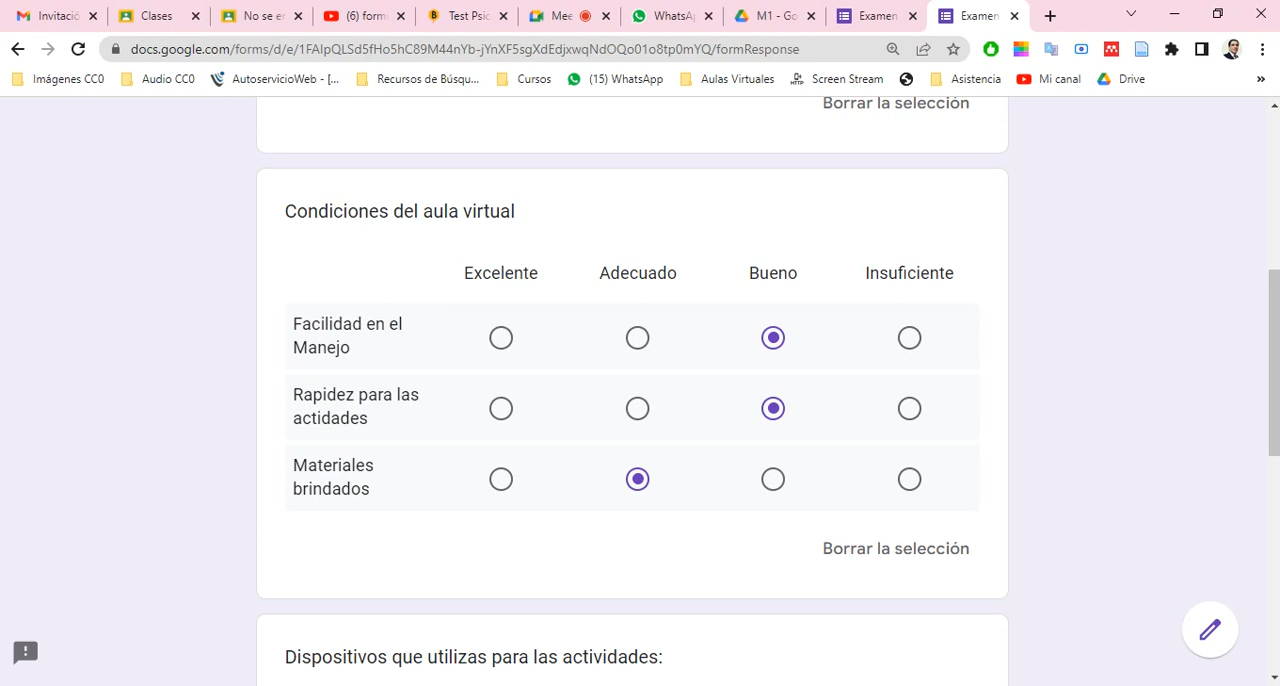 Invitació
Clases
No se er
(6) form
Test Psic
Mee
WhatsA
M1 - Go
Examen
Examen
docs.google.com/forms/d/e/1FAIpQLSd5fHo5hC89M44nYb-jYnXF5sgXdEdjxwqNdOQo01o8tp0mYQ/formResponse
Imágenes CC0
Audio CC0
AutoservicioWeb - [...
Recursos de Búsqu...
Cursos
(15) WhatsApp
Aulas Virtuales
Screen Stream
Asistencia
Mi canal
Drive
»
Borrar la selección
Condiciones del aula virtual
Excelente Adecuado Bueno Insuficiente
Facilidad en el
Manejo
Rapidez para las
actidades
Materiales
brindados
Borrar la selección
Dispositivos que utilizas para las actividades: